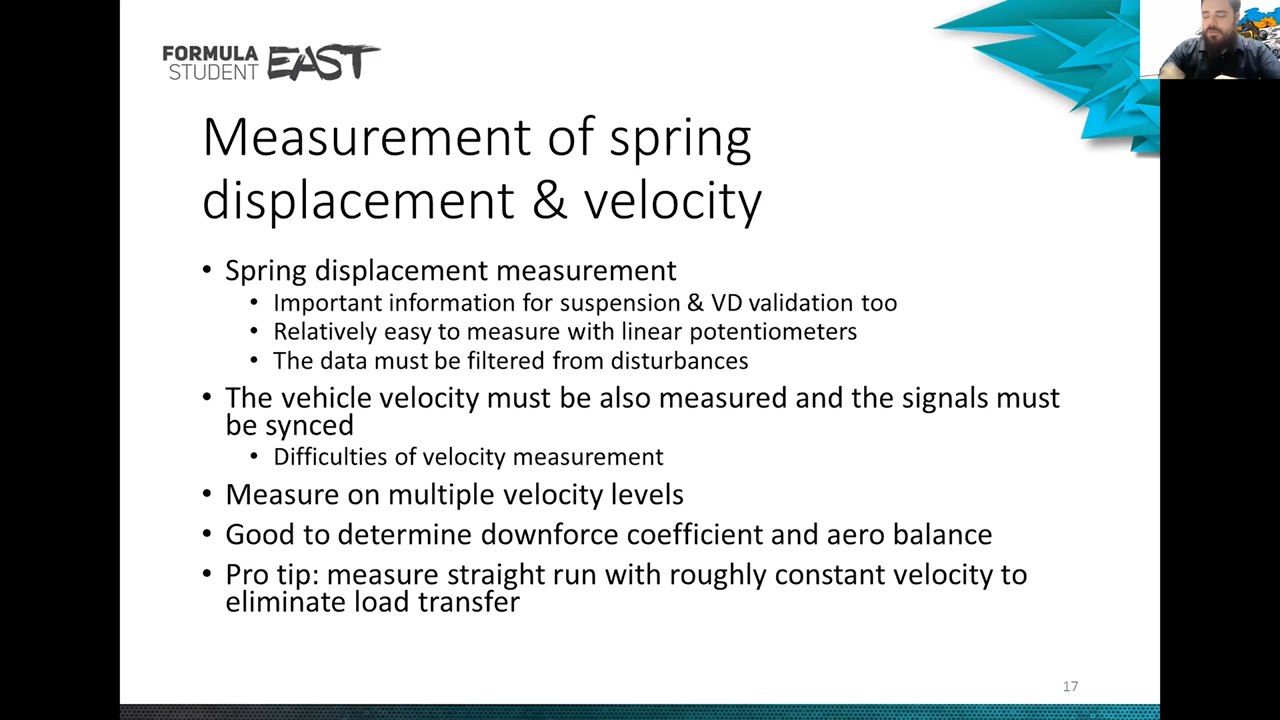 FORMULA
STUDENT EAST
Measurement of spring
displacement & velocity
• Spring displacement measurement
• Important information for suspension & VD validation too
• Relatively easy to measure with linear potentiometers
• The data must be filtered from disturbances
• The vehicle velocity must be also measured and the signals must
be synced
• Difficulties of velocity measurement
• Measure on multiple velocity levels
• Good to determine downforce coefficient and aero balance
• Pro tip: measure straight run with roughly constant velocity to
eliminate load transfer
17